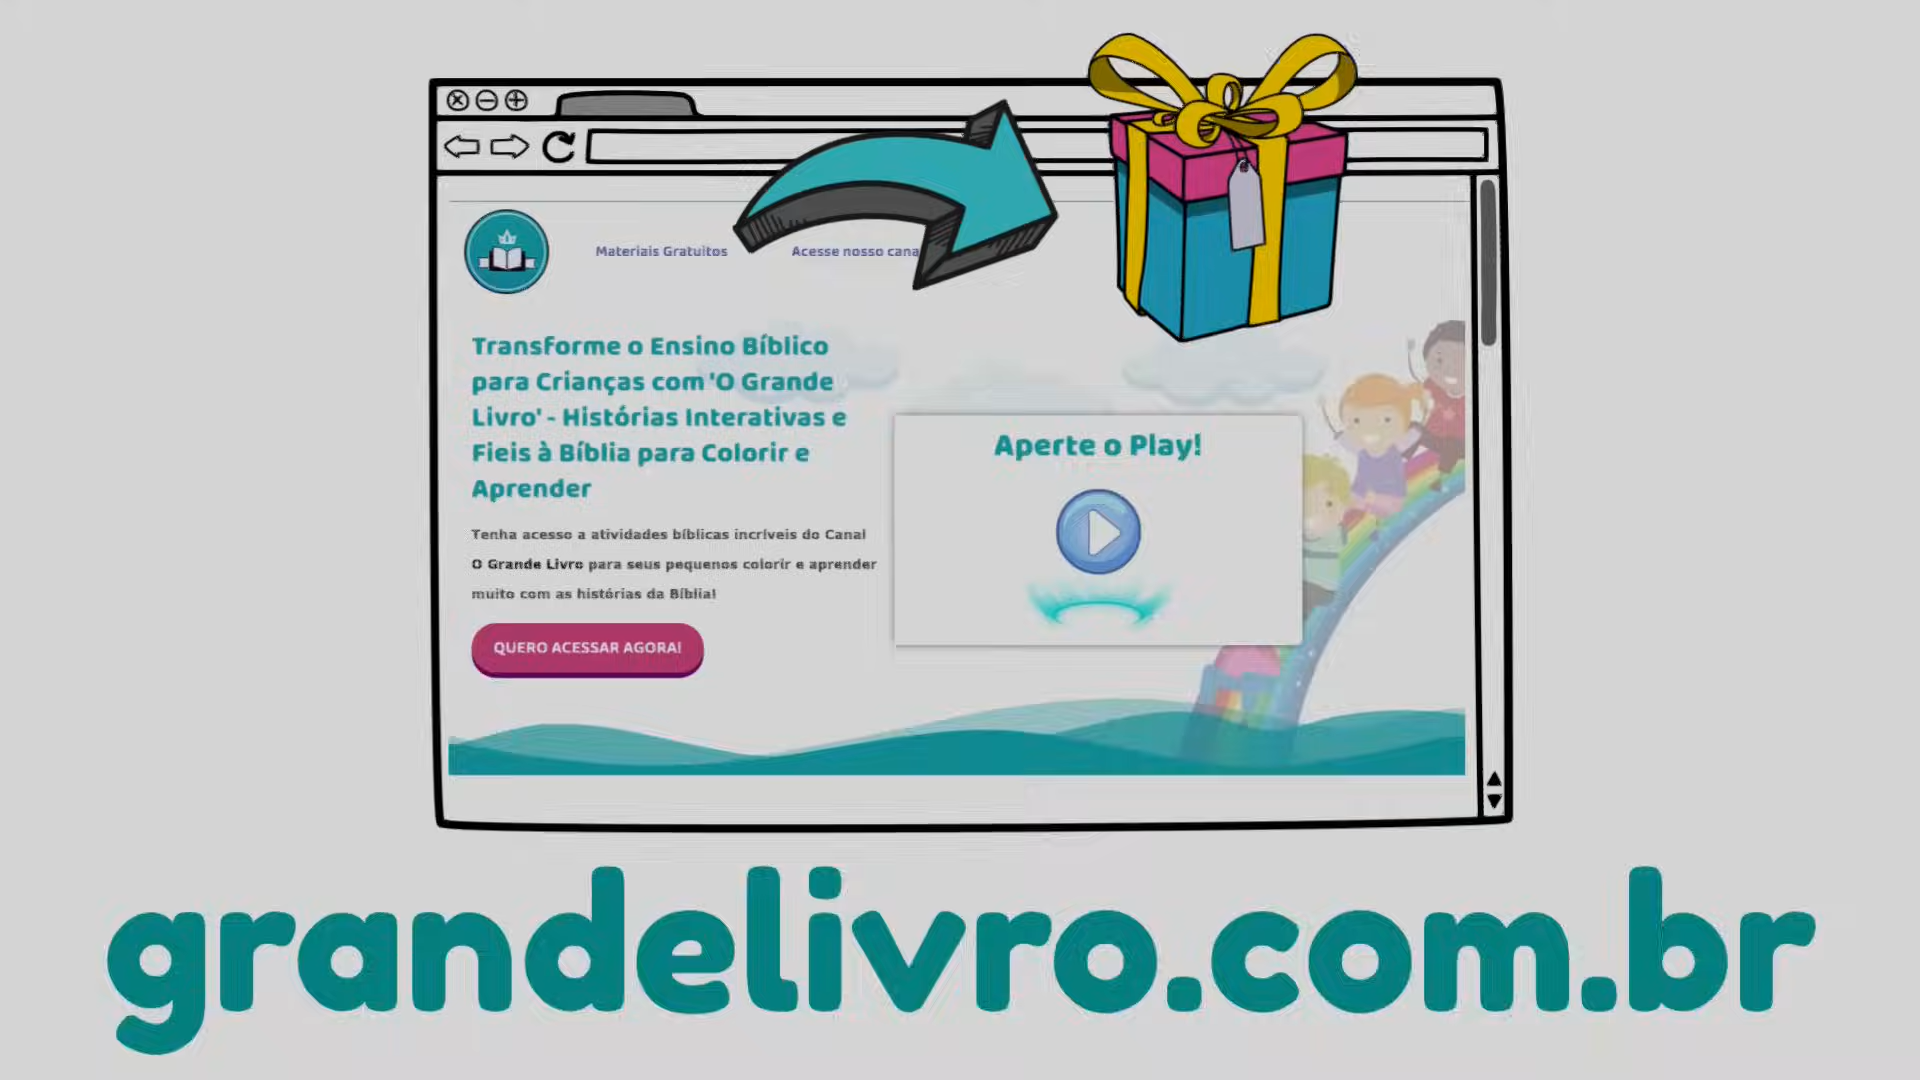 Materiais Gratuitos
Acesse nosso cana
Transforme o Ensino Bíblico
para Crianças com 'O Grande
Livro' - Histórias Interativas e
Fieis à Bíblia para Colorir e
Aprender
Tenha acesso a atividades bíblicas incríveis do Canal
O Grande Livro para seus pequenos colorir e aprender
muito com as histórias da Bíblia!
QUERO ACESSAR AGORA!
Aperte o Play!
grandelivro.com.br